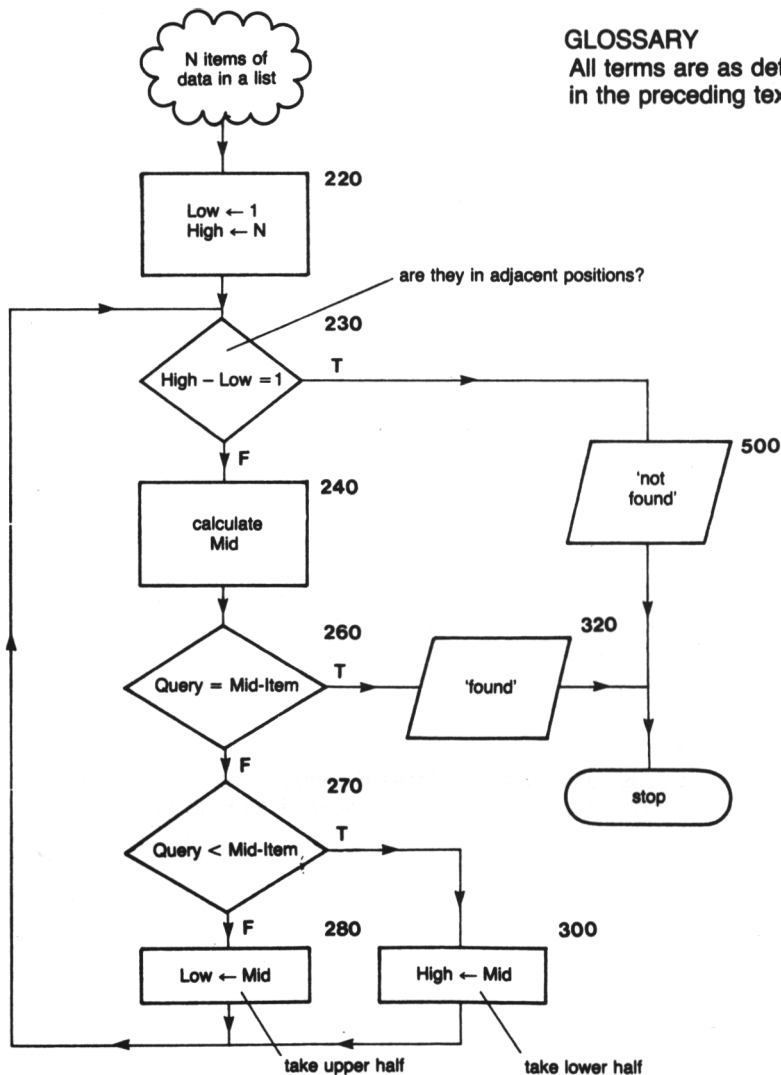 N items of
data in a list
GLOSSARY
All terms are as def
in the preceding tex
220
Low ← 1
High ← N
are they in adjacent positions?
230
High – Low = 1
T
F
500
'not
found'
240
calculate
Mid
260
Query = Mid-Item
T
F
320
'found'
stop
270
Query < Mid-Item
T
F
280
Low ← Mid
300
High ← Mid
take upper half
take lower half